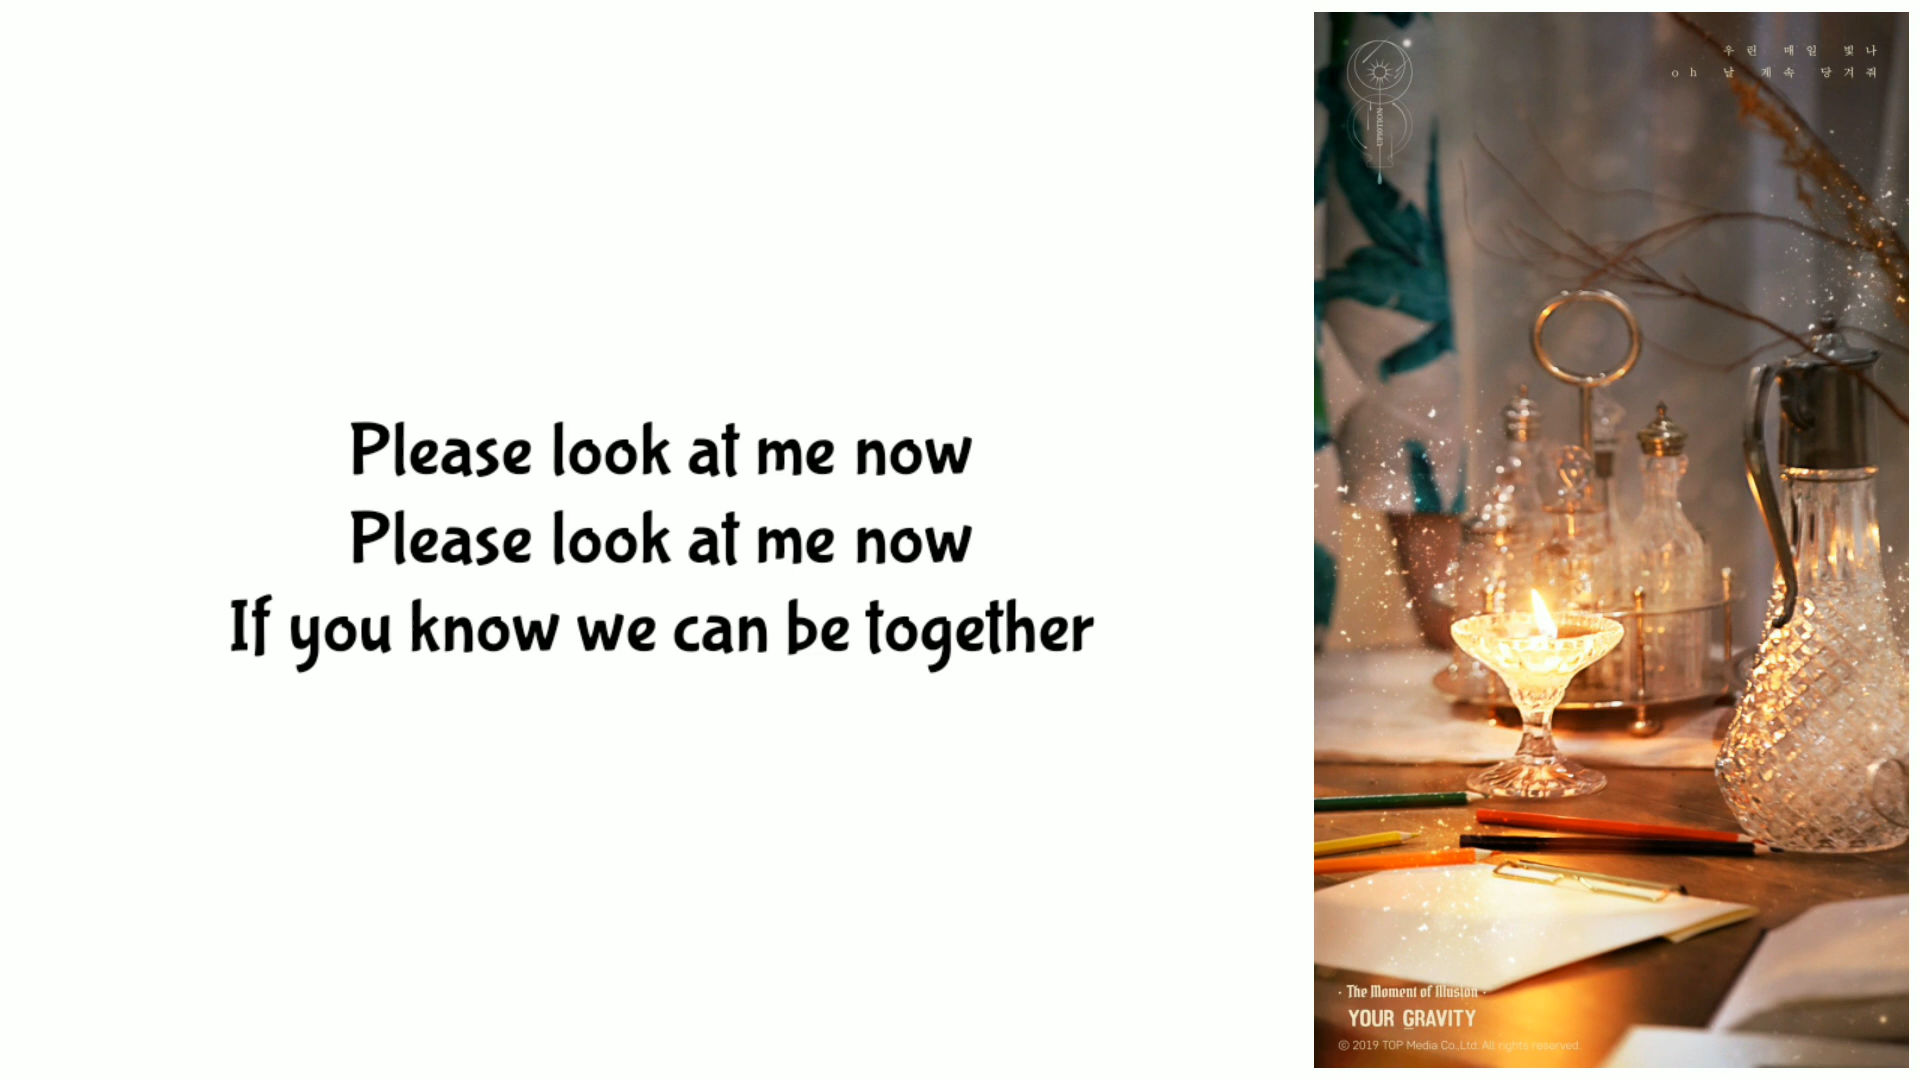 Please look at me now
Please look at me now
If you know we can be together
우린 매일 빛나
oh 날 계속 당겨줘
UP10TION
· The Moment of Illusion ·
YOUR GRAVITY
© 2019 TOP Media Co.,Ltd. All rights reserved.